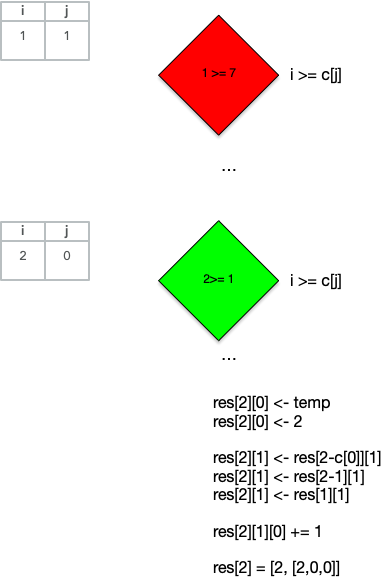 i j
1 1
1 >= 7 i >= c[j]
...
i j
2 0
2>= 1 i >= c[j]
...
res[2][0] <- temp
res[2][0] <- 2
res[2][1] <- res[2-c[0]][1]
res[2][1] <- res[2-1][1]
res[2][1] <- res[1][1]
res[2][1][0] += 1
res[2] = [2, [2,0,0]]